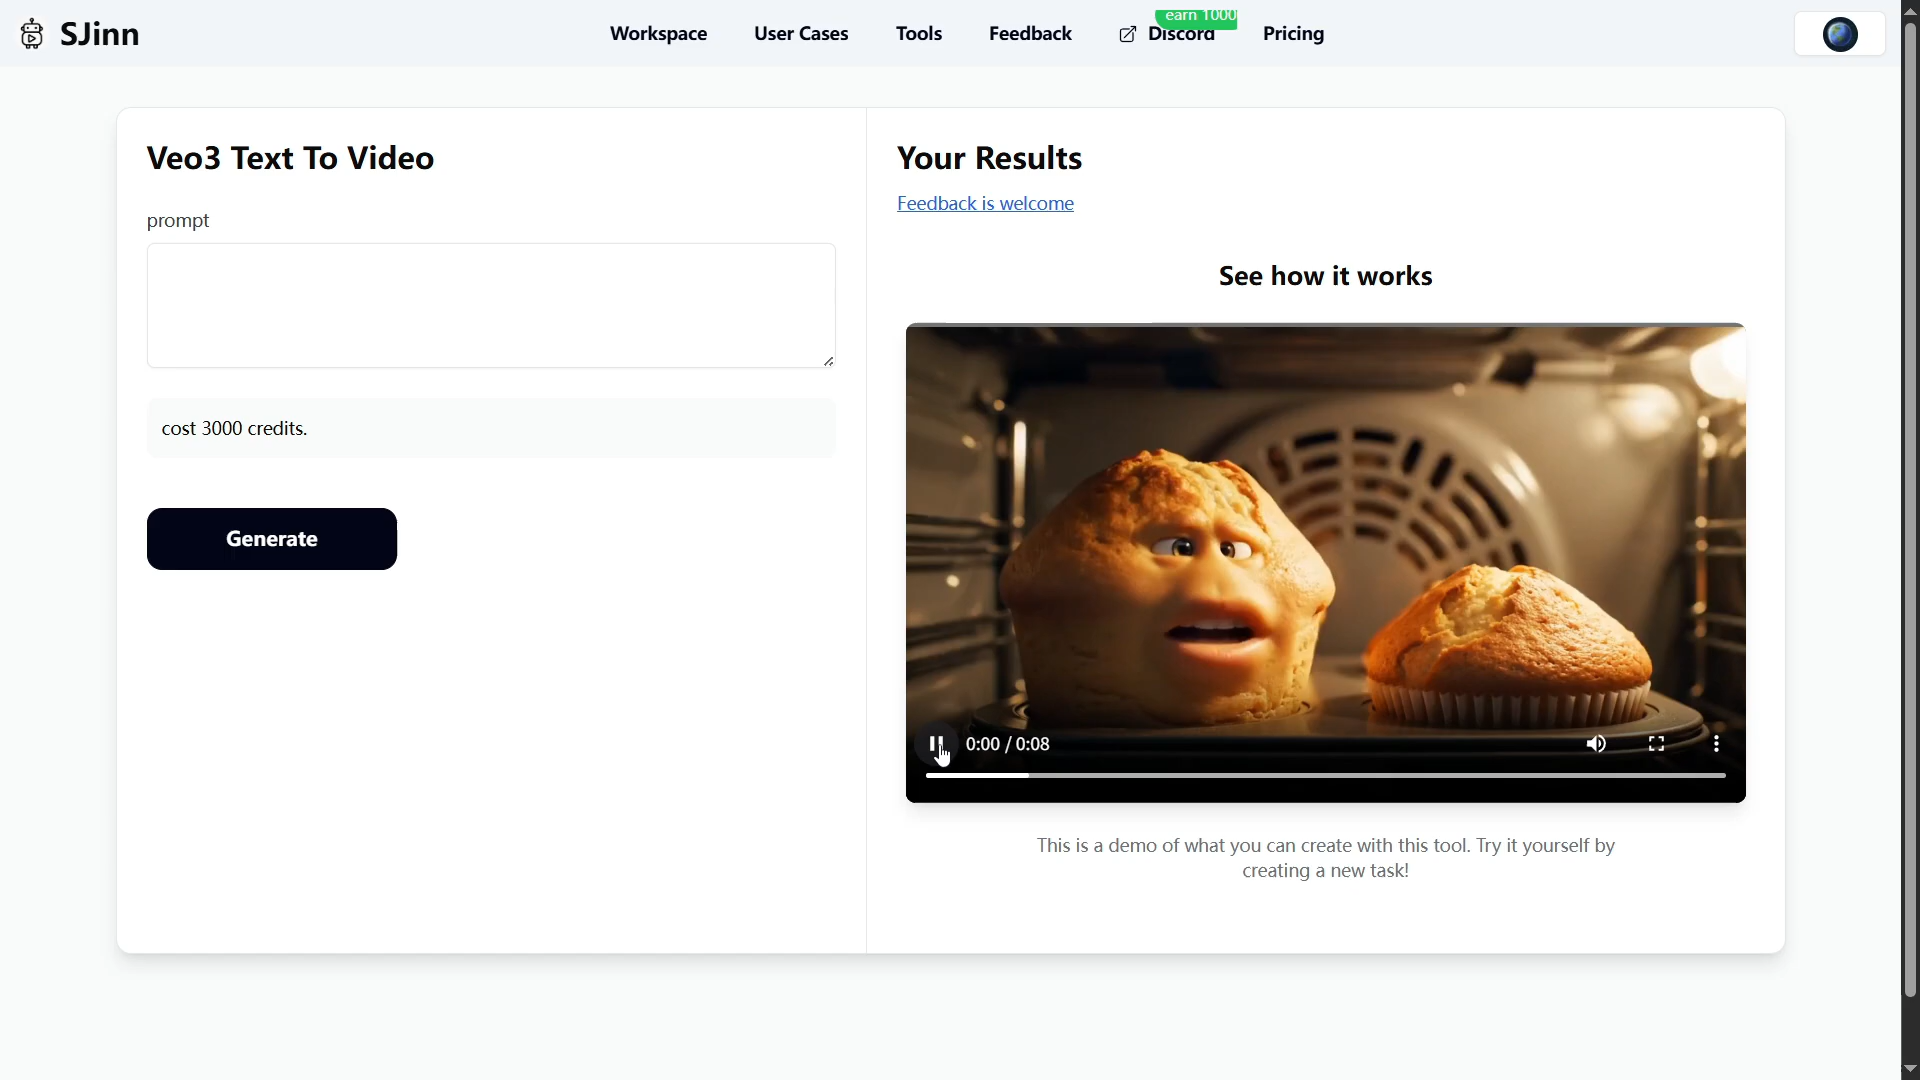 SJinn
Workspace
User Cases
Tools
Feedback
Discord
earn 1000
Pricing
Veo3 Text To Video
prompt
cost 3000 credits.
Generate
Your Results
Feedback is welcome
See how it works
0:00 / 0:08
This is a demo of what you can create with this tool. Try it yourself by
creating a new task!